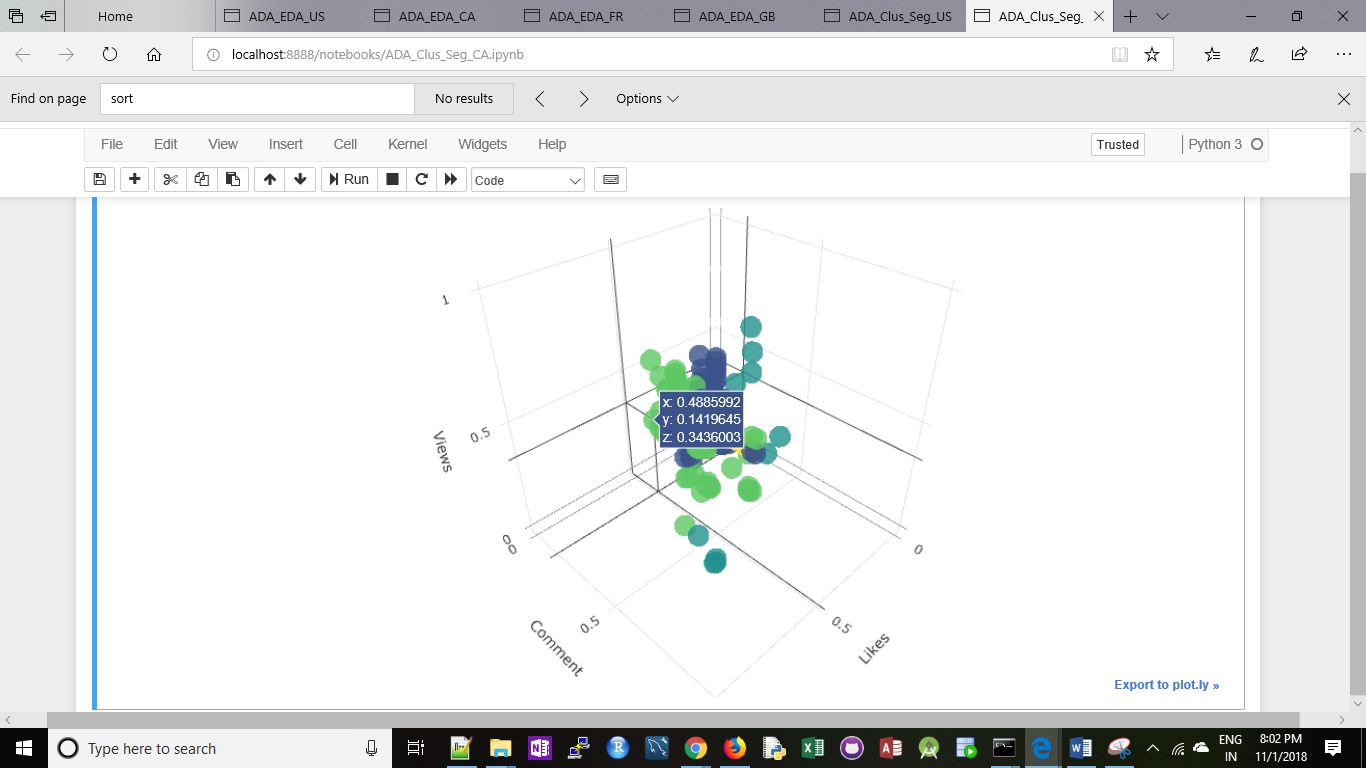 Home
ADA_EDA_US
ADA_EDA_CA
ADA_EDA_FR
ADA_EDA_GB
ADA_Clus_Seg_US
ADA_Clus_Seg_
localhost:8888/notebooks/ADA_Clus_Seg_CA.ipynb
Find on page
sort
No results
Options
File
Edit
View
Insert
Cell
Kernel
Widgets
Help
Trusted
Python 3
Run
Code
1
0.5
Views
0
0
0.5
Comment
0
0.5
Likes
x: 0.4885992
y: 0.1419645
z: 0.3436003
Export to plot.ly »
Type here to search
ENG
IN
8:02 PM
11/1/2018